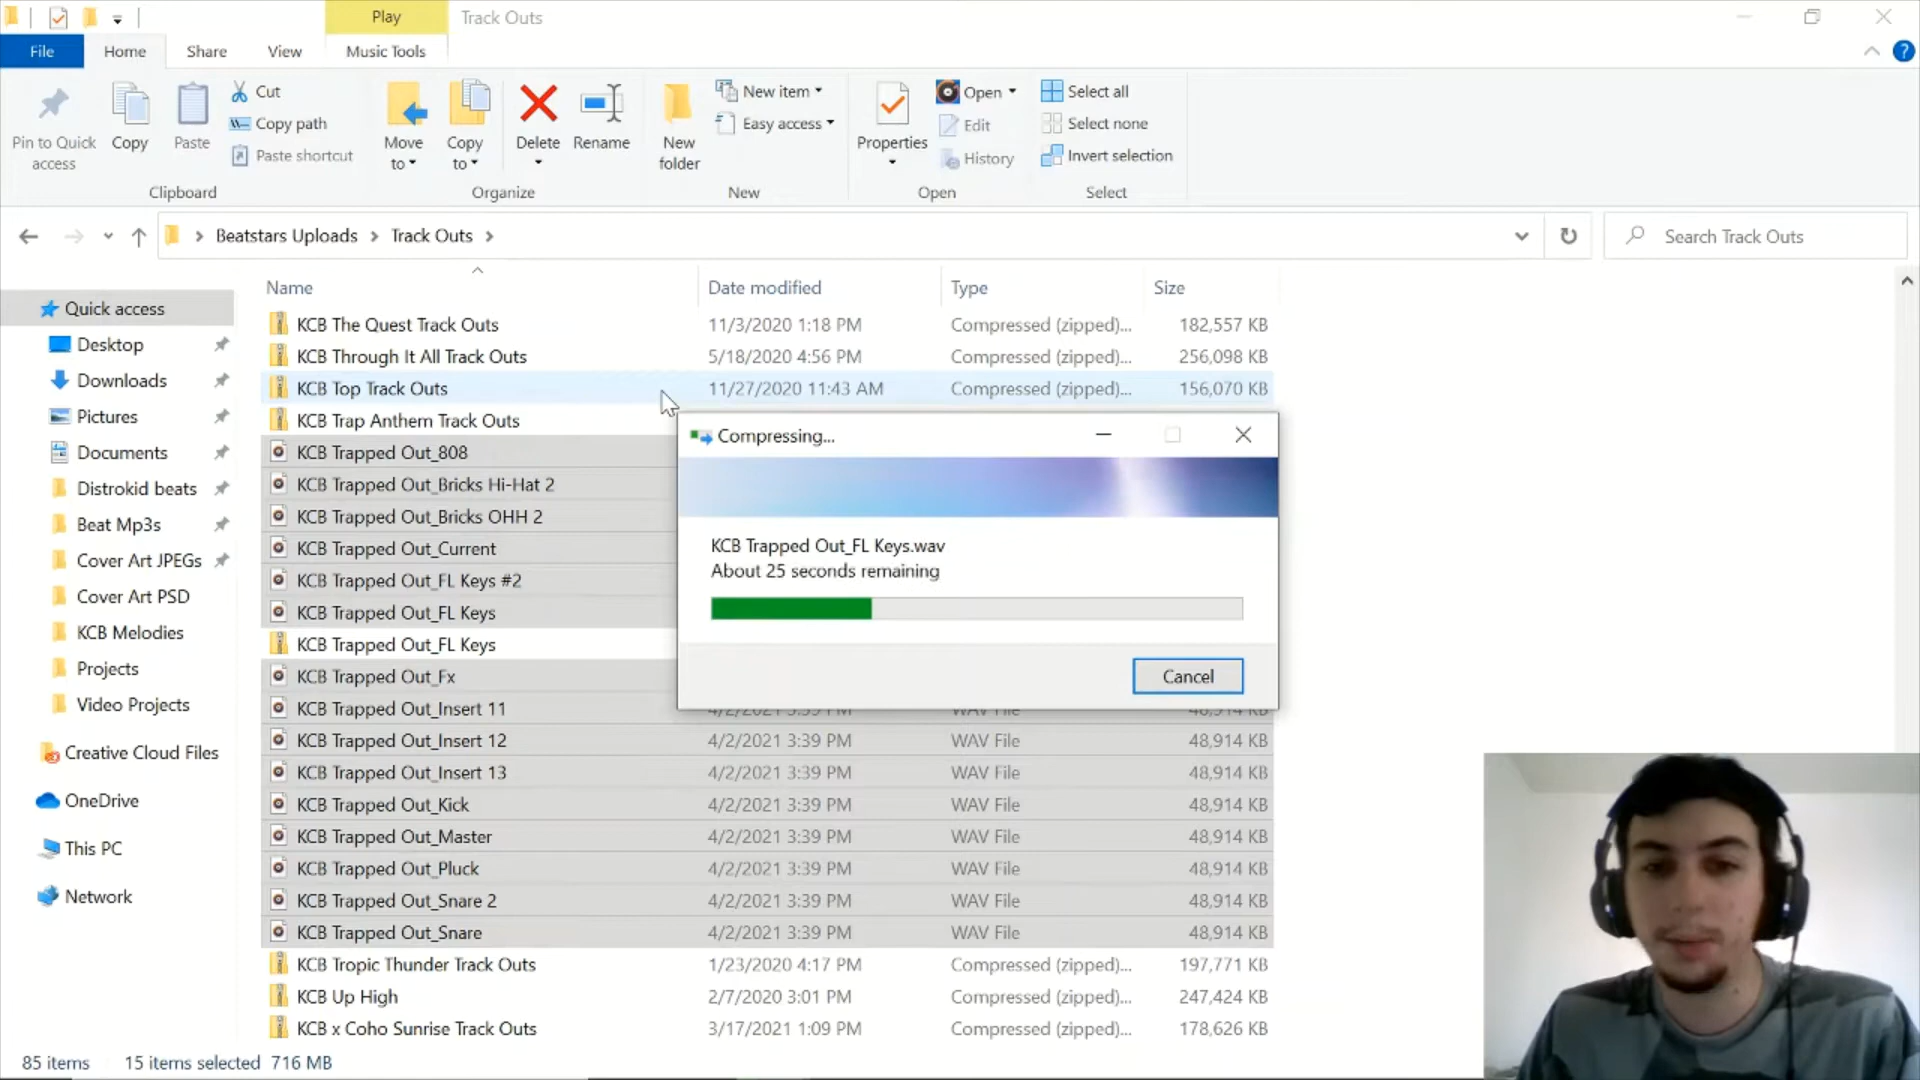 Play
Track Outs
File
Home
Share
View
Music Tools
Pin to Quick access
Copy
Paste
Cut
Copy path
Paste shortcut
Clipboard
Move to
Copy to
Delete
Rename
Organize
New folder
New item
Easy access
New
Properties
Open
Edit
History
Open
Select all
Select none
Invert selection
Select
Beatstars Uploads
Track Outs
Search Track Outs
Name
Date modified
Type
Size
Quick access
Desktop
Downloads
Pictures
Documents
Distrokid beats
Beat Mp3s
Cover Art JPEGs
Cover Art PSD
KCB Melodies
Projects
Video Projects
Creative Cloud Files
OneDrive
This PC
Network
KCB The Quest Track Outs 11/3/2020 1:18 PM Compressed (zipped)... 182,557 KB
KCB Through It All Track Outs 5/18/2020 4:56 PM Compressed (zipped)... 256,098 KB
KCB Top Track Outs 11/27/2020 11:43 AM Compressed (zipped)... 156,070 KB
KCB Trap Anthem Track Outs
KCB Trapped Out_808
KCB Trapped Out_Bricks Hi-Hat 2
KCB Trapped Out_Bricks OHH 2
KCB Trapped Out_Current
KCB Trapped Out_FL Keys #2
KCB Trapped Out_FL Keys
KCB Trapped Out_FL Keys
KCB Trapped Out_Fx
KCB Trapped Out_Insert 11
KCB Trapped Out_Insert 12 4/2/2021 3:39 PM WAV File 48,914 KB
KCB Trapped Out_Insert 13 4/2/2021 3:39 PM WAV File 48,914 KB
KCB Trapped Out_Kick 4/2/2021 3:39 PM WAV File 48,914 KB
KCB Trapped Out_Master 4/2/2021 3:39 PM WAV File 48,914 KB
KCB Trapped Out_Pluck 4/2/2021 3:39 PM WAV File 48,914 KB
KCB Trapped Out_Snare 2 4/2/2021 3:39 PM WAV File 48,914 KB
KCB Trapped Out_Snare 4/2/2021 3:39 PM WAV File 48,914 KB
KCB Tropic Thunder Track Outs 1/23/2020 4:17 PM Compressed (zipped)... 197,771 KB
KCB Up High 2/7/2020 3:01 PM Compressed (zipped)... 247,424 KB
KCB x Coho Sunrise Track Outs 3/17/2021 1:09 PM Compressed (zipped)... 178,626 KB
Compressing...
KCB Trapped Out_FL Keys.wav
About 25 seconds remaining
Cancel
85 items 15 items selected 716 MB